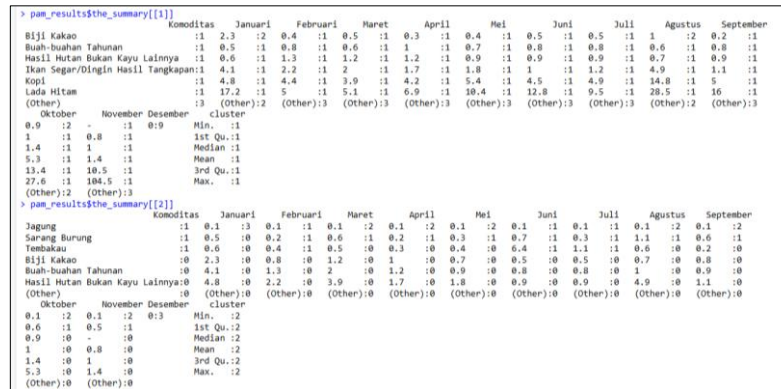 > pam_results$the_summary[[1]]
Komoditas Januari Februari Maret April Mei Juni Juli Agustus September
Biji Kakao :1 2.3 :2 0.4 :1 0.5 :1 0.3 :1 0.4 :1 0.5 :1 0.5 :1 1 :2 0.2 :1
Buah-buahan Tahunan :1 0.5 :1 0.8 :1 0.6 :1 1 :1 0.7 :1 0.8 :1 0.8 :1 0.6 :1 0.8 :1
Hasil Hutan Bukan Kayu Lainnya :1 0.6 :1 1.3 :1 1.2 :1 1.2 :1 0.9 :1 0.9 :1 0.9 :1 0.7 :1 0.9 :1
Ikan Segar/Dingin Hasil Tangkapan:1 4.1 :1 2.2 :1 2 :1 1.7 :1 1.8 :1 1 :1 1.2 :1 4.9 :1 1.1 :1
Kopi :1 4.8 :1 4.4 :1 3.9 :1 4.2 :1 5.4 :1 4.5 :1 4.9 :1 14.8 :1 5 :1
Lada Hitam :1 17.2 :1 5 :1 5.1 :1 6.9 :1 10.4 :1 12.8 :1 9.5 :1 28.5 :1 16 :1
(Other) :3 (Other):2 (Other):3 (Other):3 (Other):3 (Other):3 (Other):3 (Other):3 (Other):2 (Other):3
Oktober November Desember cluster
0.9 :2 - :1 0:9 Min. :1
1 :1 0.8 :1 1st Qu.:1
1.4 :1 1 :1 Median :1
5.3 :1 1.4 :1 Mean :1
13.4 :1 10.5 :1 3rd Qu.:1
27.6 :1 104.5 :1 Max. :1
(Other):2 (Other):3
> pam_results$the_summary[[2]]
Komoditas Januari Februari Maret April Mei Juni Juli Agustus September
Jagung :1 0.1 :3 0.1 :1 0.1 :2 0.1 :2 0.1 :2 0.1 :1 0.1 :1 0.1 :2 0.1 :2
Sarang Burung :1 0.5 :0 0.2 :1 0.6 :1 0.2 :1 0.3 :1 0.7 :1 0.3 :1 1.1 :1 0.6 :1
Tembakau :1 0.6 :0 0.4 :1 0.5 :0 0.3 :0 0.4 :0 6.4 :1 1.1 :1 0.6 :0 0.2 :0
Biji Kakao :0 2.3 :0 0.8 :0 1.2 :0 1 :0 0.7 :0 0.5 :0 0.5 :0 0.7 :0 0.8 :0
Buah-buahan Tahunan :0 4.1 :0 1.3 :0 2 :0 1.2 :0 0.9 :0 0.8 :0 0.8 :0 1 :0 0.9 :0
Hasil Hutan Bukan Kayu Lainnya:0 4.8 :0 2.2 :0 3.9 :0 1.7 :0 1.8 :0 0.9 :0 0.9 :0 4.9 :0 1.1 :0
(Other) :0 (Other):0 (Other):0 (Other):0 (Other):0 (Other):0 (Other):0 (Other):0 (Other):0 (Other):0
Oktober November Desember cluster
0.1 :2 0.1 :2 0:3 Min. :2
0.6 :1 0.5 :1 1st Qu.:2
0.9 :0 - :0 Median :2
1 :0 0.8 :0 Mean :2
1.4 :0 1 :0 3rd Qu.:2
5.3 :0 1.4 :0 Max. :2
(Other):0 (Other):0